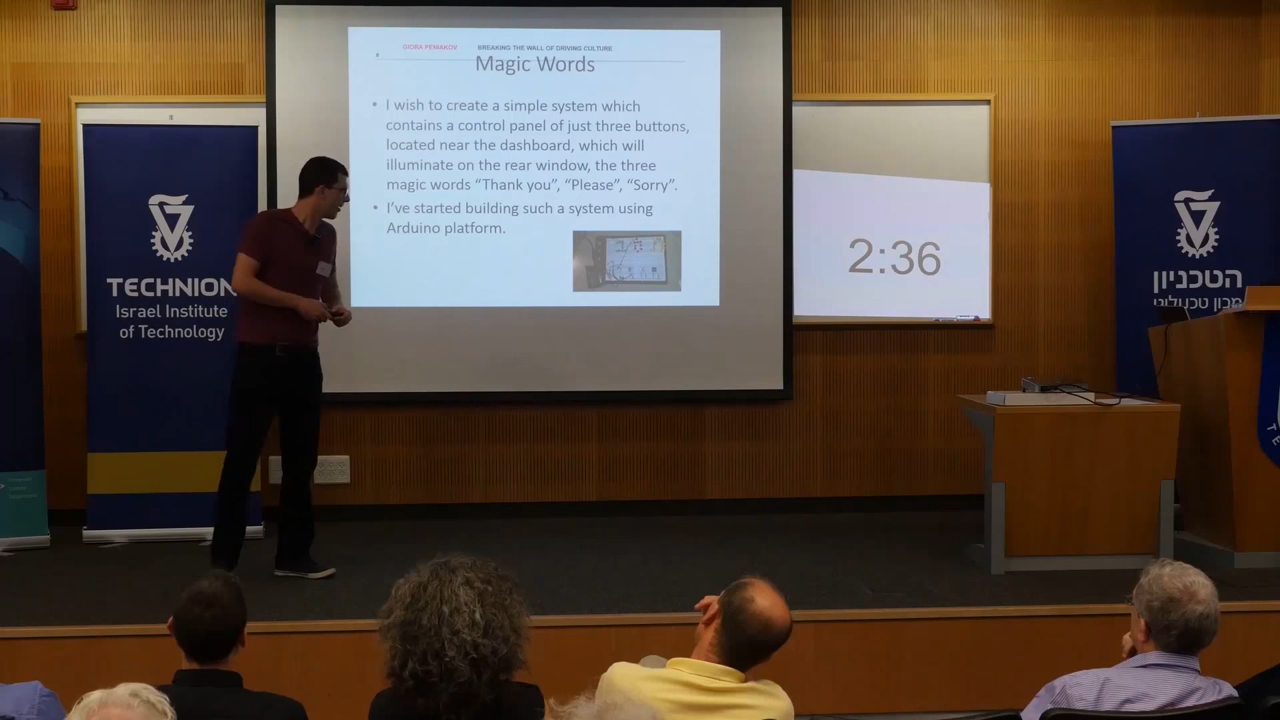 GIORA PENIAKOV BREAKING THE WALL OF DRIVING CULTURE
8
Magic Words
• I wish to create a simple system which
contains a control panel of just three buttons,
located near the dashboard, which will
illuminate on the rear window, the three
magic words “Thank you”, “Please”, “Sorry”.
• I’ve started building such a system using
Arduino platform.
2:36
TECHNION
Israel Institute
of Technology
הטכניון
מכון טכנולוגי